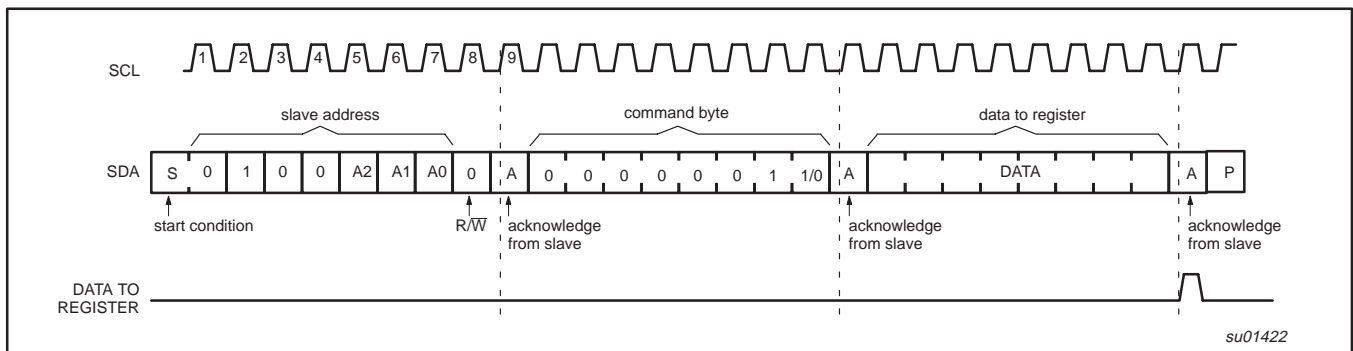 SCL 1 2 3 4 5 6 7 8 9
slave address command byte data to register
SDA S 0 1 0 0 A2 A1 A0 0 A 0 0 0 0 0 0 1 1/0 A DATA A P
start condition R/W̅ acknowledge from slave acknowledge from slave acknowledge from slave
DATA TO
REGISTER
su01422